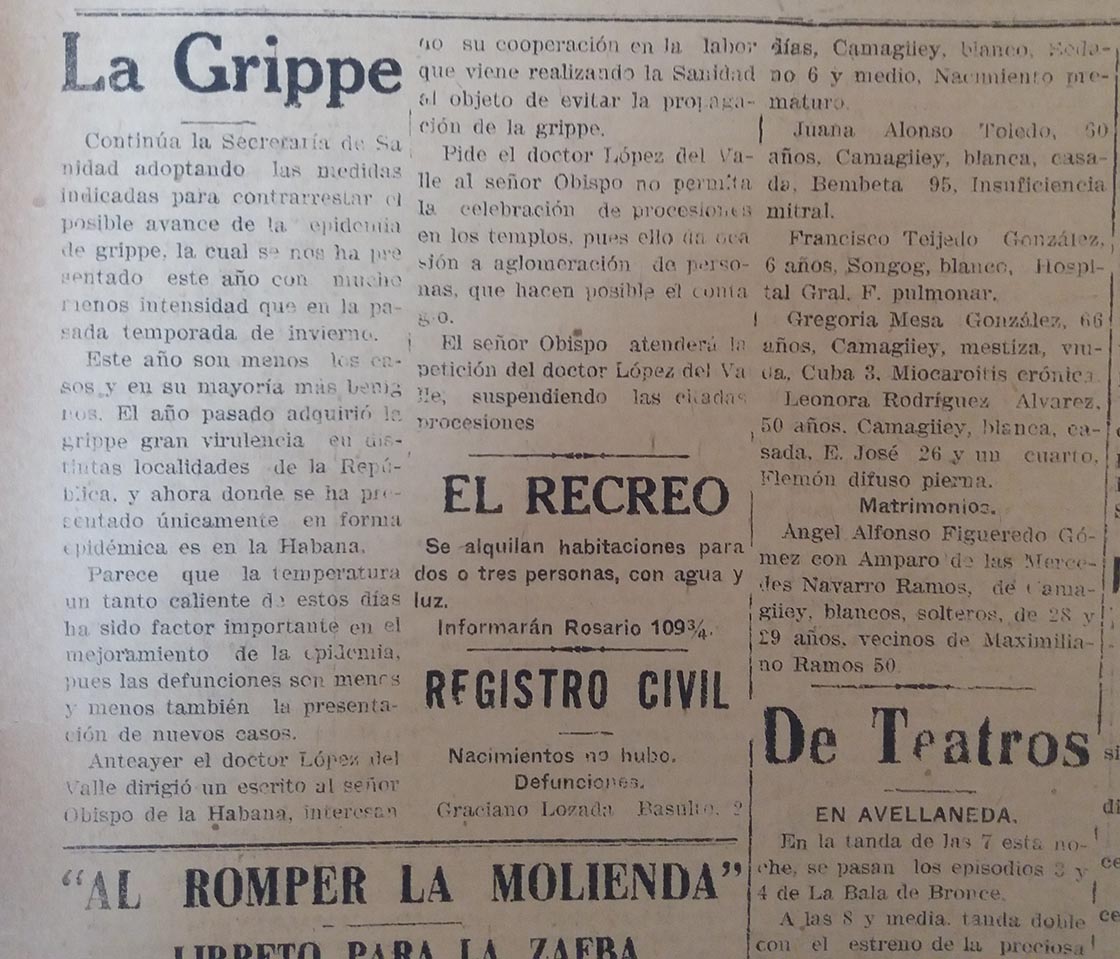 La Grippe
Continúa la Secretaría de Sa
nidad adoptando las medidas
indicadas para contrarrestar el
posible avance de la epidemia
de grippe, la cual se nos ha pre
sentado este año con mucho
menos intensidad que en la pa-
sada temporada de invierno.
Este año son menos los ca-
sos y en su mayoría más benig
nos. El año pasado adquirió la
grippe gran virulencia en dis-
tintas localidades de la Repú-
blica, y ahora donde se ha pre-
sentado únicamente en forma
epidémica es en la Habana.
Parece que la temperatura
un tanto caliente de estos días
ha sido factor importante en el
mejoramiento de la epidemia,
pues las defunciones son menos
y menos también la presenta-
ción de nuevos casos.
Anteayer el doctor López del
Valle dirigió un escrito al señor
Obispo de la Habana, interesan
do su cooperación en la labor
que viene realizando la Sanidad
al objeto de evitar la propaga-
ción de la grippe.
Pide el doctor López del Va-
lle al señor Obispo no permita
la celebración de procesiones
en los templos, pues ello da oca
sión a aglomeración de perso-
nas, que hacen posible el conta
gio.
El señor Obispo atenderá la
petición del doctor López del Va
lle, suspendiendo las citadas
procesiones
EL RECREO
Se alquilan habitaciones para
dos o tres personas, con agua y
luz.
Informarán Rosario 109¾.
REGISTRO CIVIL
Nacimientos no hubo.
Defunciones.
Graciano Lozada Basulto, 2
días, Camagüey, blanco, Beda-
no 6 y medio, Nacimiento pre-
maturo.
Juana Alonso Toledo, 60
años, Camagüey, blanca, casa-
da, Bembeta 95, Insuficiencia
mitral.
Francisco Teijedo González,
6 años, Songog, blanco, Hospi-
tal Gral. F. pulmonar.
Gregoria Mesa González, 66
años, Camagüey, mestiza, viu-
da, Cuba 3, Miocaroitis crónica.
Leonora Rodríguez Alvarez,
50 años, Camagüey, blanca, ca-
sada, E. José 26 y un cuarto,
Flemón difuso pierna.
Matrimonios.
Angel Alfonso Figueredo Gó-
mez con Amparo de las Merce-
des Navarro Ramos, de Cama-
güey, blancos, solteros, de 28 y
29 años, vecinos de Maximilia-
no Ramos 50
De Teatros
EN AVELLANEDA.
En la tanda de las 7 esta no-
che, se pasan los episodios 3 y
4 de La Bala de Bronce.
A las 8 y media, tanda doble
con el estreno de la preciosa
"AL ROMPER LA MOLIENDA"
LIBRETO PARA LA ZAFRA